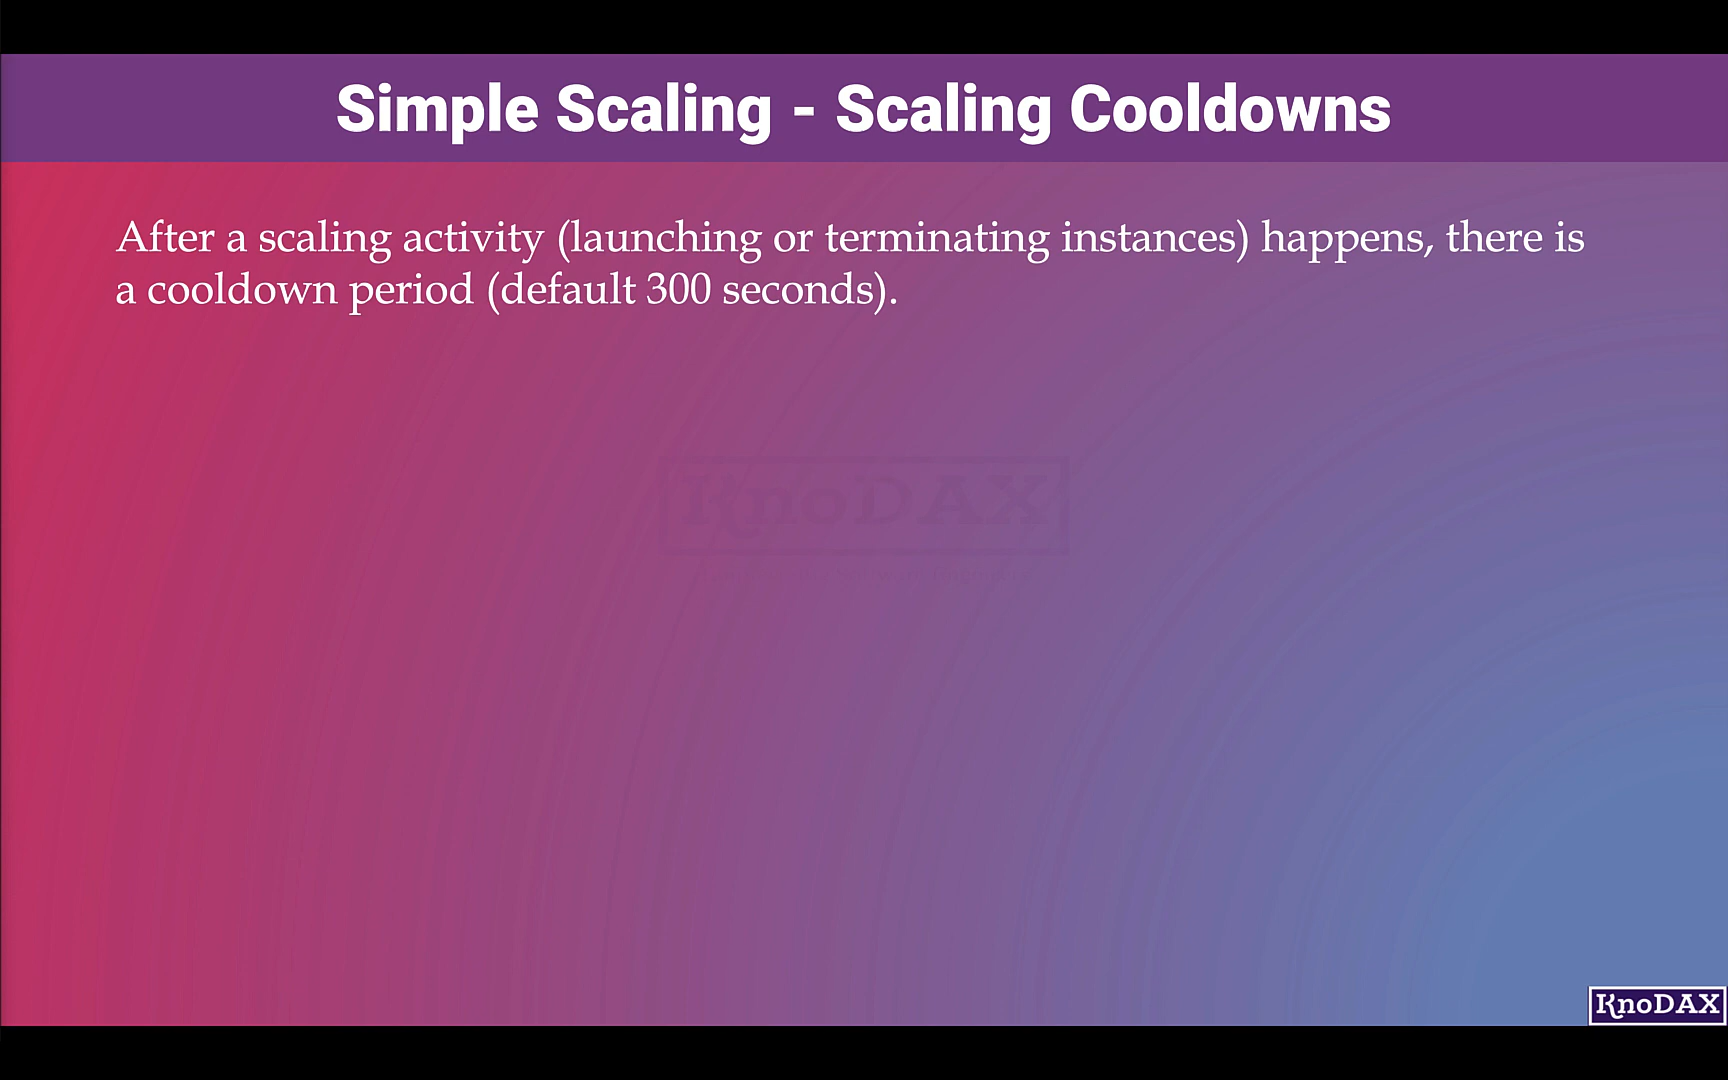 Simple Scaling - Scaling Cooldowns
After a scaling activity (launching or terminating instances) happens, there is
a cooldown period (default 300 seconds).
KnoDAX
KnoDAX